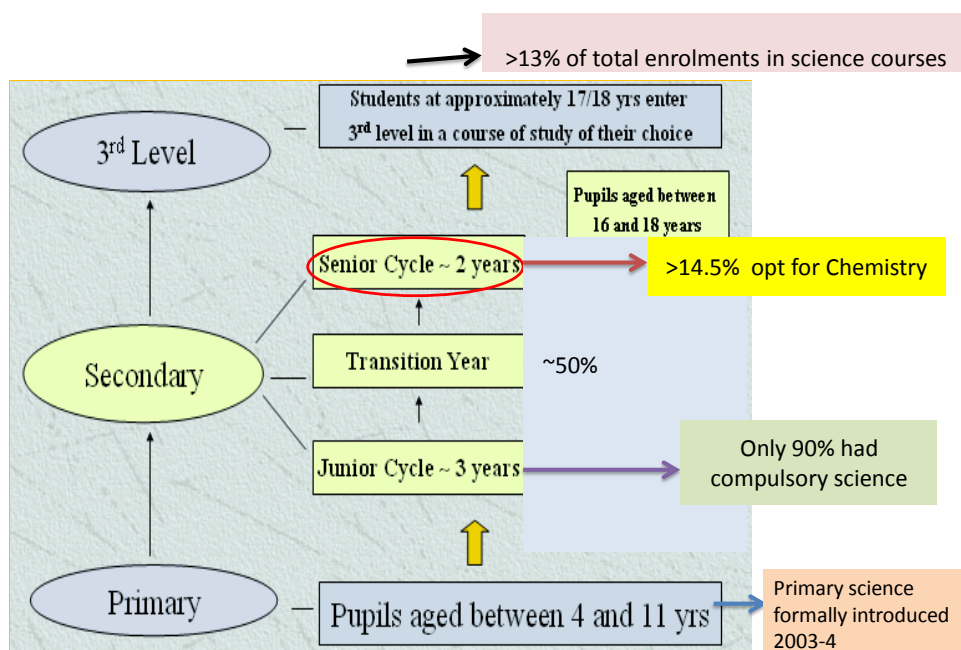 >13% of total enrolments in science courses
Students at approximately 17/18 yrs enter
3rd level in a course of study of their choice
3rd Level
Pupils aged between
16 and 18 years
Senior Cycle ~ 2 years
>14.5% opt for Chemistry
Transition Year
~50%
Secondary
Only 90% had
compulsory science
Junior Cycle ~ 3 years
Primary
Pupils aged between 4 and 11 yrs
Primary science
formally introduced
2003-4